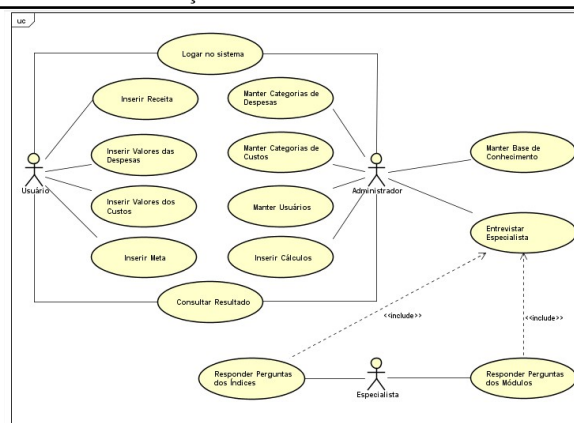 uc
Logar no sistema
Inserir Receita
Manter Categorias de
Despesas
Inserir Valores das
Despesas
Manter Categorias de
Custos
Manter Base de
Conhecimento
Usuário
Administrador
Inserir Valores dos
Custos
Manter Usuários
Entrevistar
Especialista
Inserir Meta
Inserir Cálculos
Consultar Resultado
<<include>>
<<include>>
Responder Perguntas
dos Índices
Especialista
Responder Perguntas
dos Módulos